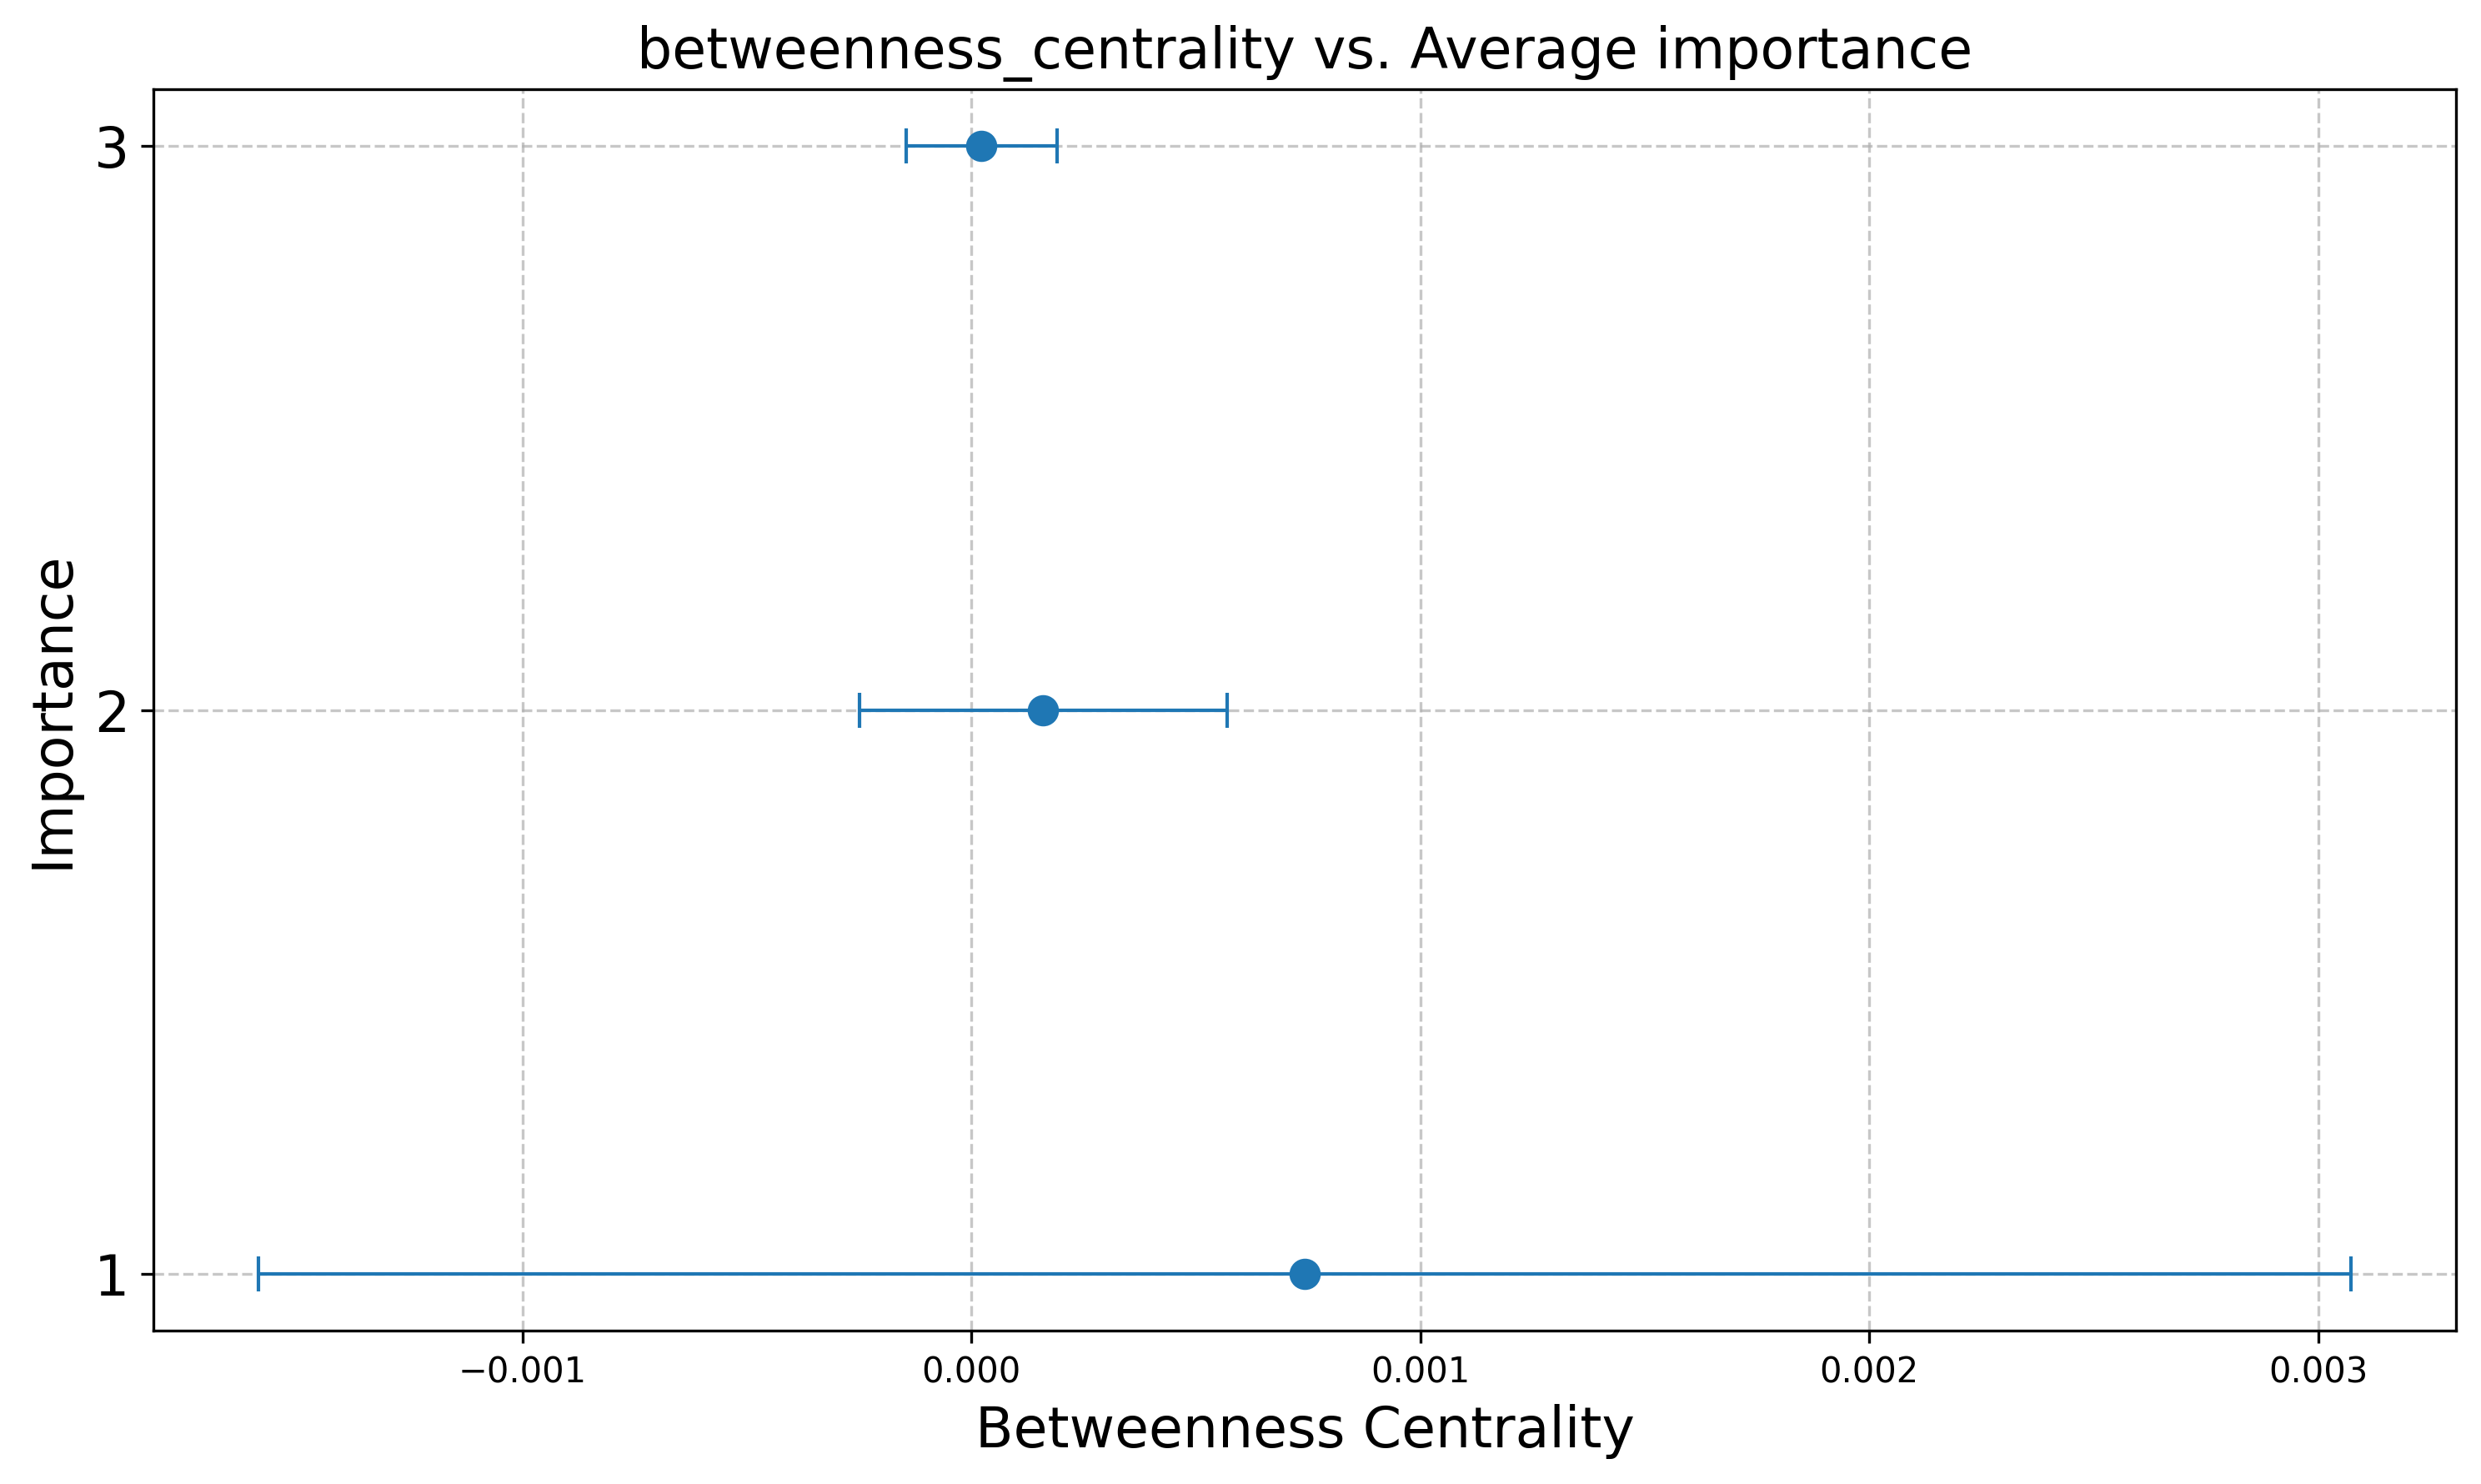 betweenness_centrality vs. Average importance
3
2
1
Importance
−0.001 0.000 0.001 0.002 0.003
Betweenness Centrality